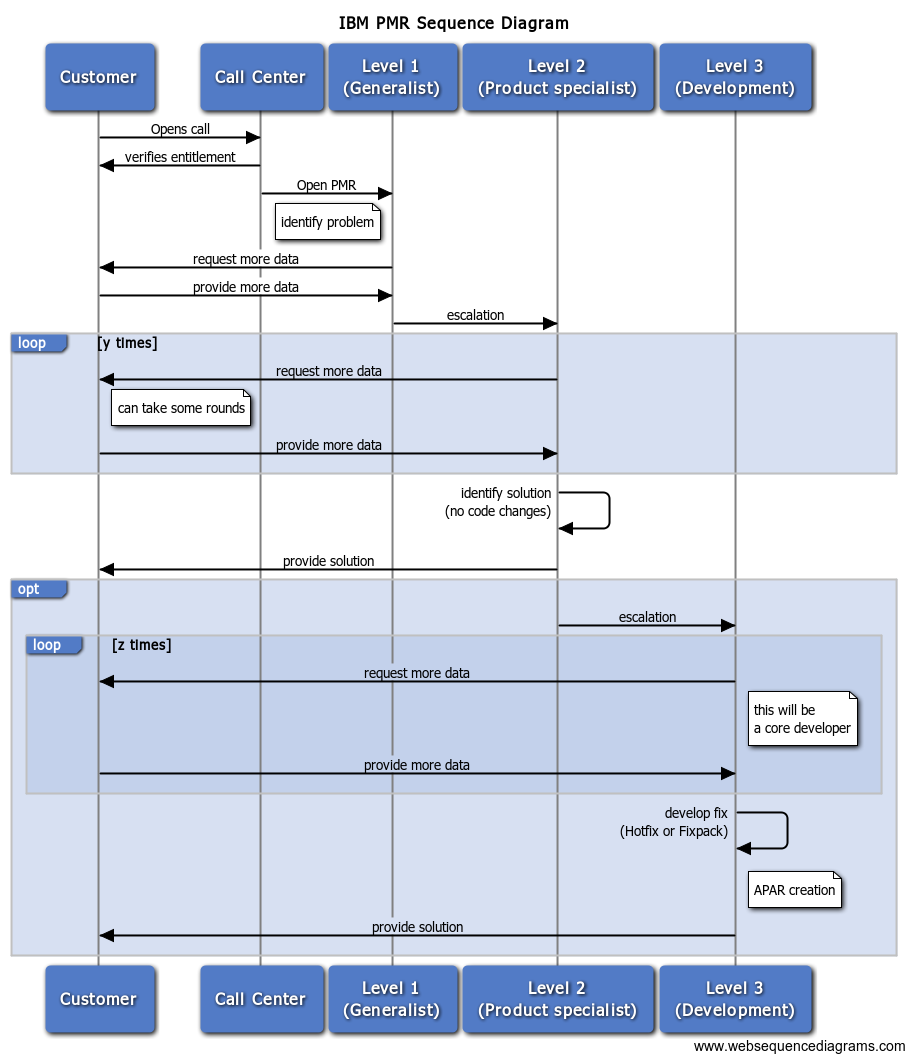 IBM PMR Sequence Diagram
Customer
Call Center
Level 1
(Generalist)
Level 2
(Product specialist)
Level 3
(Development)
Opens call
verifies entitlement
Open PMR
identify problem
request more data
provide more data
escalation
loop
[y times]
request more data
can take some rounds
provide more data
identify solution
(no code changes)
provide solution
opt
escalation
loop
[z times]
request more data
this will be
a core developer
provide more data
develop fix
(Hotfix or Fixpack)
APAR creation
provide solution
Customer
Call Center
Level 1
(Generalist)
Level 2
(Product specialist)
Level 3
(Development)
www.websequencediagrams.com